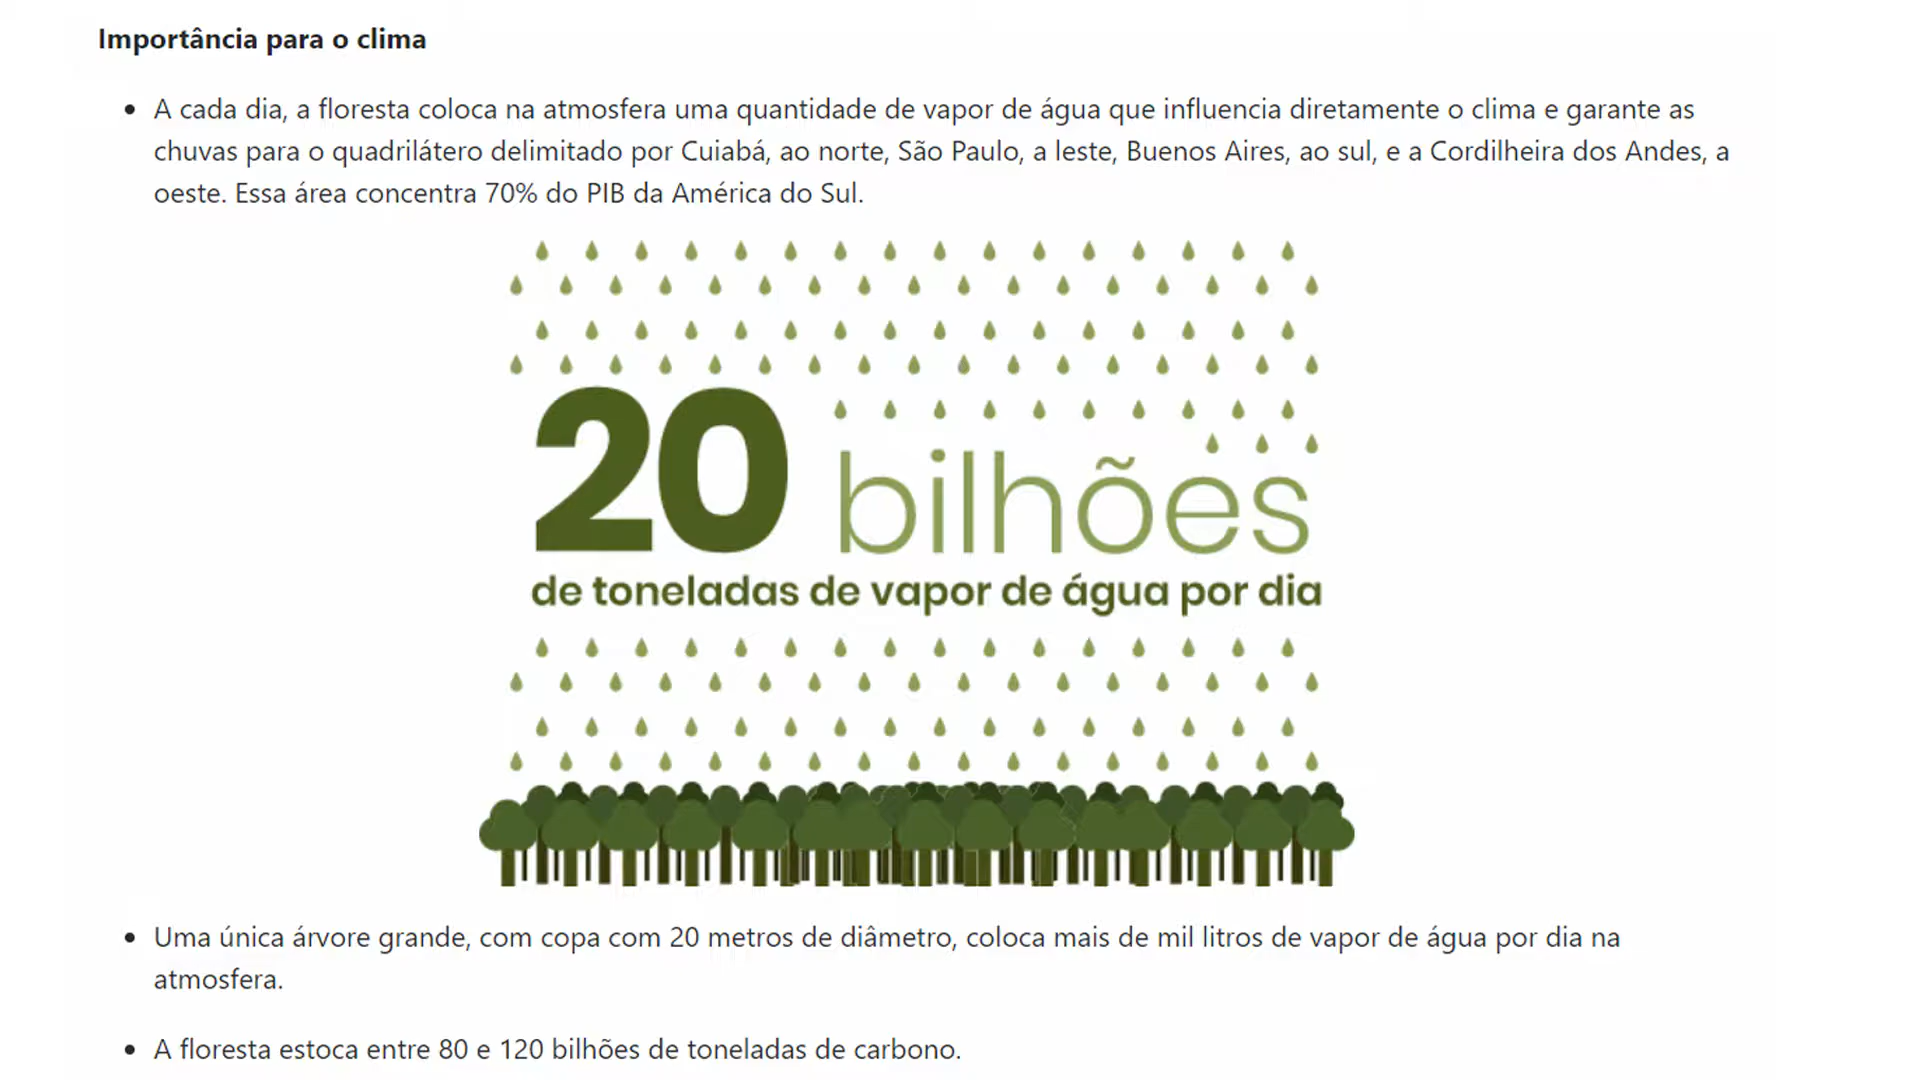 Importância para o clima
• A cada dia, a floresta coloca na atmosfera uma quantidade de vapor de água que influencia diretamente o clima e garante as
chuvas para o quadrilátero delimitado por Cuiabá, ao norte, São Paulo, a leste, Buenos Aires, ao sul, e a Cordilheira dos Andes, a
oeste. Essa área concentra 70% do PIB da América do Sul.
20 bilhões
de toneladas de vapor de água por dia
• Uma única árvore grande, com copa com 20 metros de diâmetro, coloca mais de mil litros de vapor de água por dia na
atmosfera.
• A floresta estoca entre 80 e 120 bilhões de toneladas de carbono.